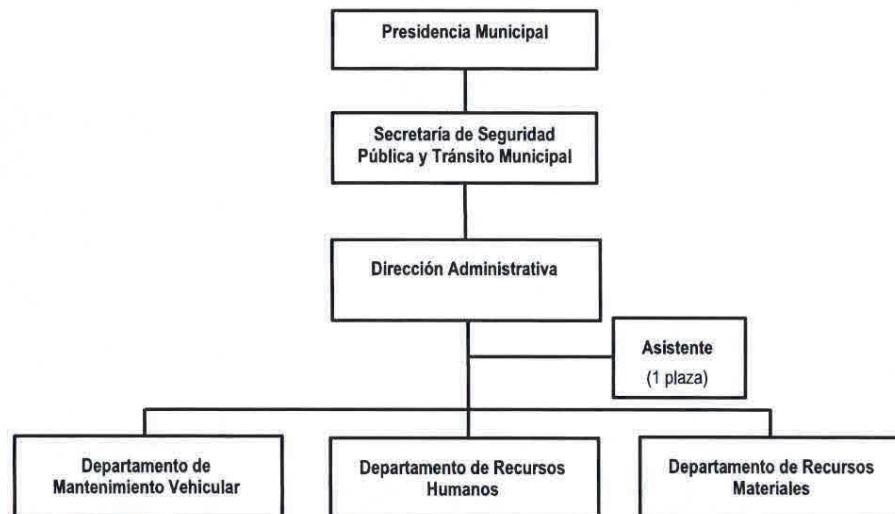 Presidencia Municipal
Secretaría de Seguridad
Pública y Tránsito Municipal
Dirección Administrativa
Asistente
(1 plaza)
Departamento de
Mantenimiento Vehicular
Departamento de Recursos
Humanos
Departamento de Recursos
Materiales